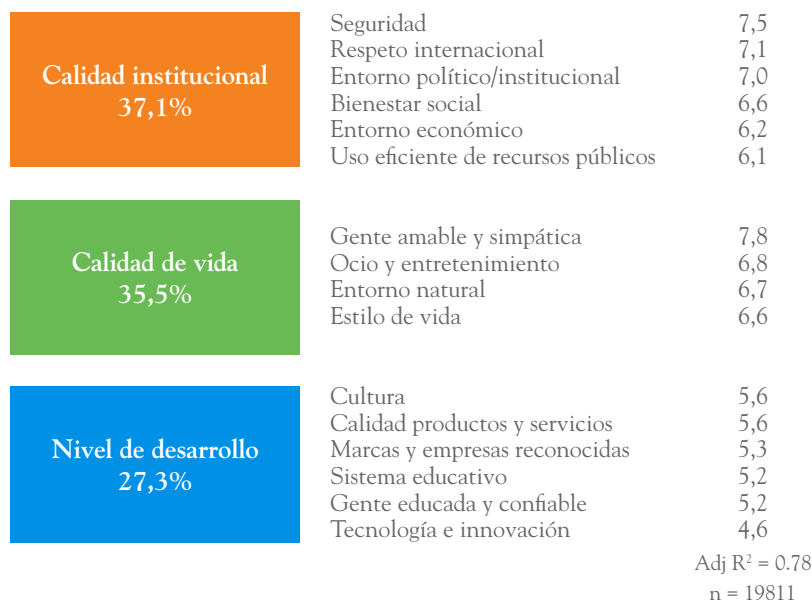 Calidad institucional
37,1%
Seguridad 7,5
Respeto internacional 7,1
Entorno político/institucional 7,0
Bienestar social 6,6
Entorno económico 6,2
Uso eficiente de recursos públicos 6,1
Calidad de vida
35,5%
Gente amable y simpática 7,8
Ocio y entretenimiento 6,8
Entorno natural 6,7
Estilo de vida 6,6
Nivel de desarrollo
27,3%
Cultura 5,6
Calidad productos y servicios 5,6
Marcas y empresas reconocidas 5,3
Sistema educativo 5,2
Gente educada y confiable 5,2
Tecnología e innovación 4,6
Adj R² = 0.78
n = 19811